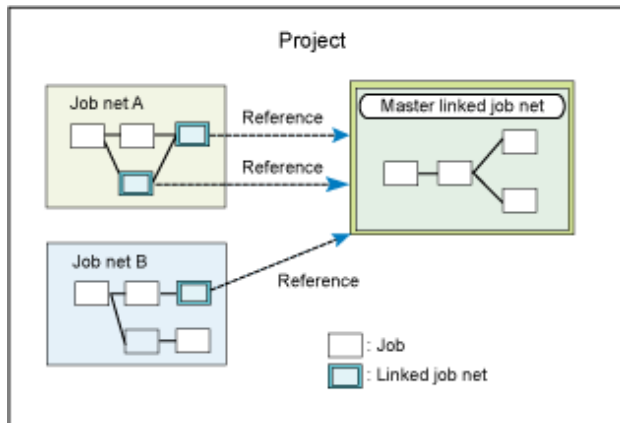 Project
Job net A
Reference
Master linked job net
Reference
Job net B
Reference
: Job
: Linked job net